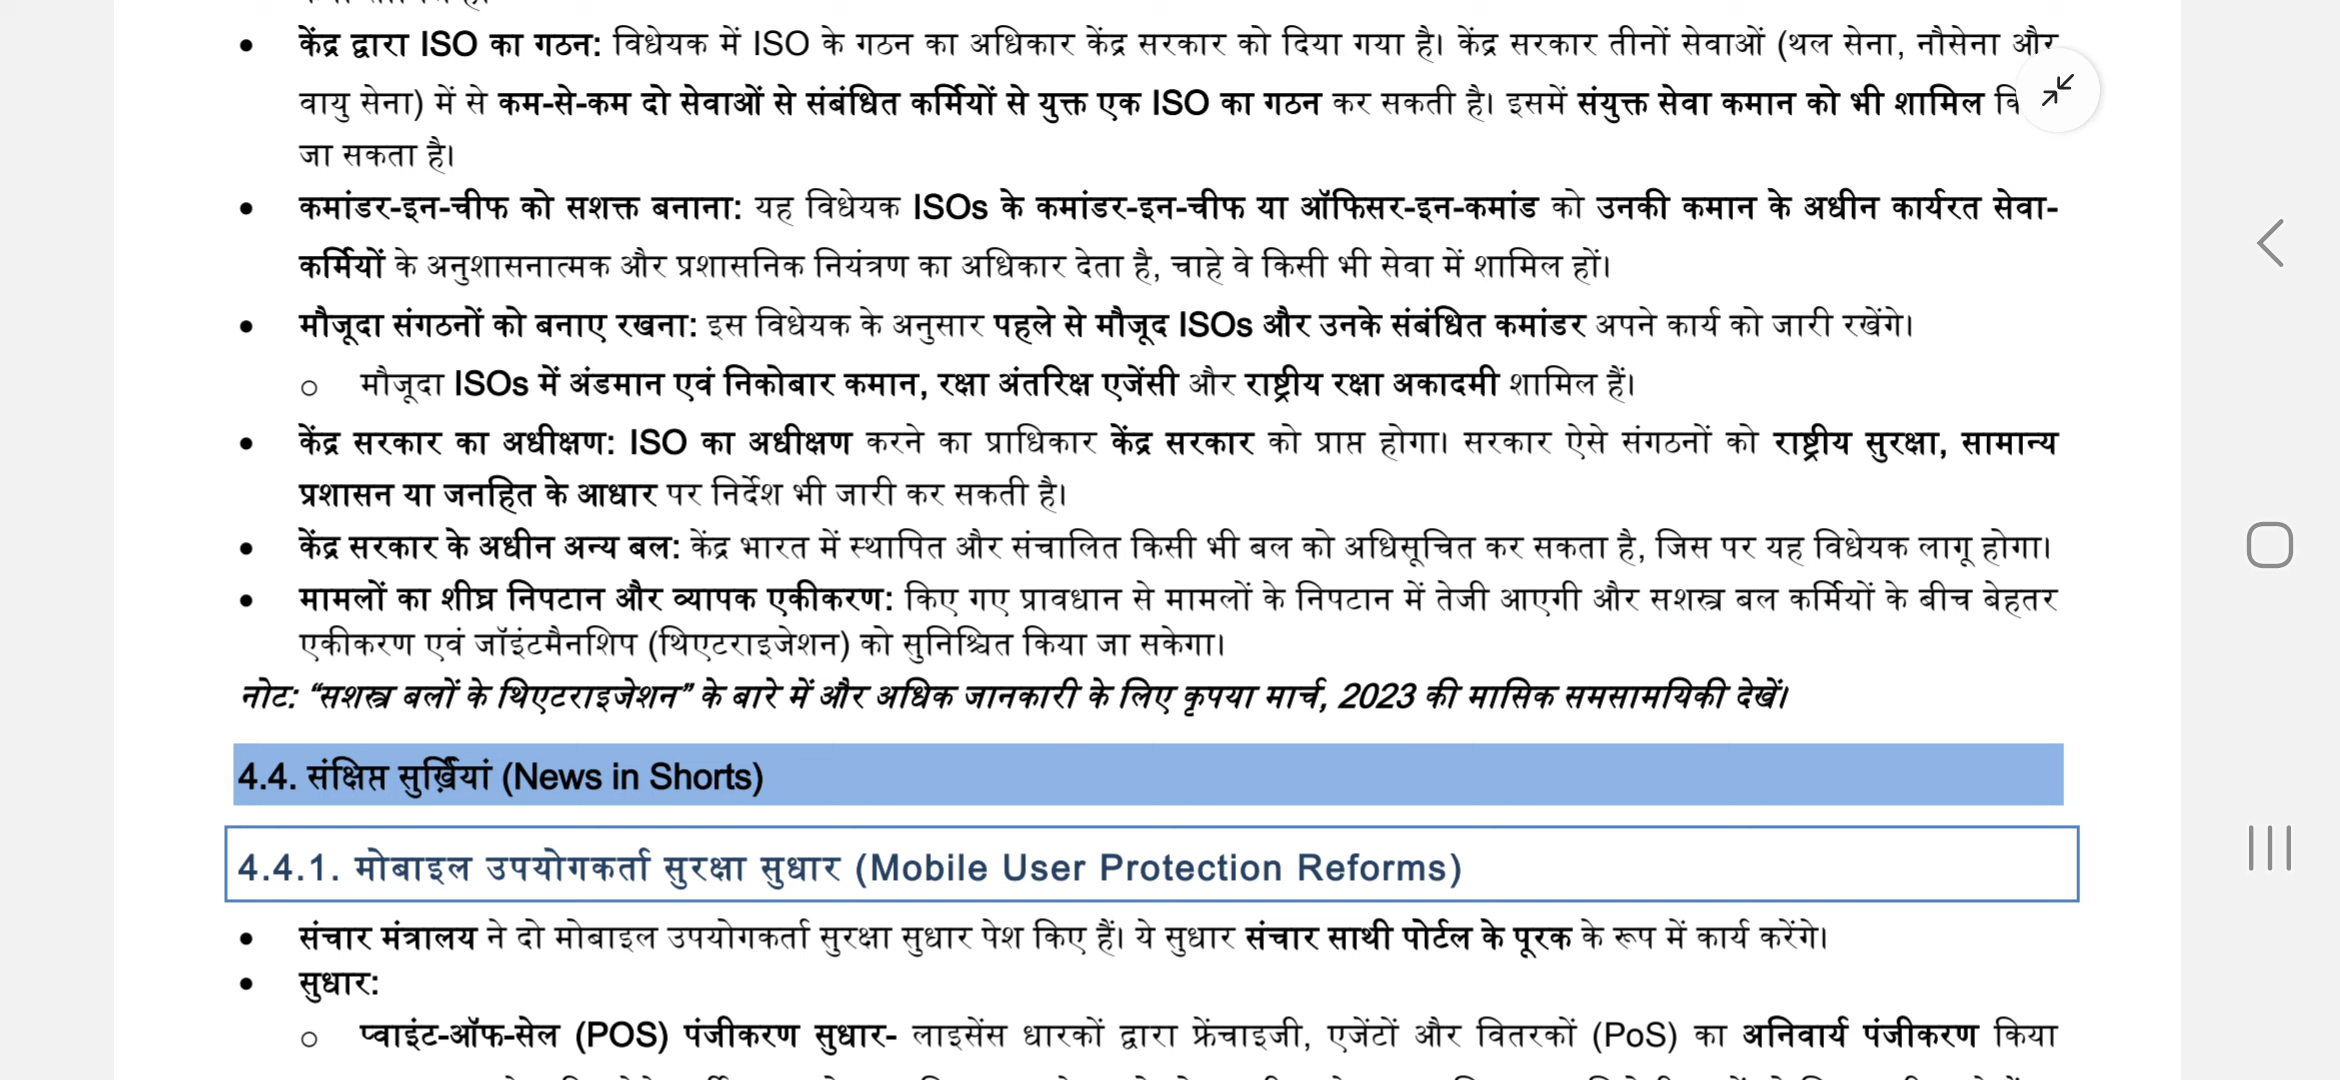 • केंद्र द्वारा ISO का गठन: विधेयक में ISO के गठन का अधिकार केंद्र सरकार को दिया गया है। केंद्र सरकार तीनों सेवाओं (थल सेना, नौसेना और
वायु सेना) में से कम-से-कम दो सेवाओं से संबंधित कर्मियों से युक्त एक ISO का गठन कर सकती है। इसमें संयुक्त सेवा कमान को भी शामिल
जा सकता है।
• कमांडर-इन-चीफ को सशक्त बनाना: यह विधेयक ISOs के कमांडर-इन-चीफ या ऑफिसर-इन-कमांड को उनकी कमान के अधीन कार्यरत सेवा-
कर्मियों के अनुशासनात्मक और प्रशासनिक नियंत्रण का अधिकार देता है, चाहे वे किसी भी सेवा में शामिल हों।
• मौजूदा संगठनों को बनाए रखना: इस विधेयक के अनुसार पहले से मौजूद ISOs और उनके संबंधित कमांडर अपने कार्य को जारी रखेंगे।
o मौजूदा ISOs में अंडमान एवं निकोबार कमान, रक्षा अंतरिक्ष एजेंसी और राष्ट्रीय रक्षा अकादमी शामिल हैं।
• केंद्र सरकार का अधीक्षण: ISO का अधीक्षण करने का प्राधिकार केंद्र सरकार को प्राप्त होगा। सरकार ऐसे संगठनों को राष्ट्रीय सुरक्षा, सामान्य
प्रशासन या जनहित के आधार पर निर्देश भी जारी कर सकती है।
• केंद्र सरकार के अधीन अन्य बल: केंद्र भारत में स्थापित और संचालित किसी भी बल को अधिसूचित कर सकता है, जिस पर यह विधेयक लागू होगा।
• मामलों का शीघ्र निपटान और व्यापक एकीकरण: किए गए प्रावधान से मामलों के निपटान में तेजी आएगी और सशस्त्र बल कर्मियों के बीच बेहतर
एकीकरण एवं जॉइंटमैनशिप (थिएटराइजेशन) को सुनिश्चित किया जा सकेगा।
नोट: “सशस्त्र बलों के थिएटराइजेशन” के बारे में और अधिक जानकारी के लिए कृपया मार्च, 2023 की मासिक समसामयिकी देखें।
4.4. संक्षिप्त सुर्ख़ियां (News in Shorts)
4.4.1. मोबाइल उपयोगकर्ता सुरक्षा सुधार (Mobile User Protection Reforms)
• संचार मंत्रालय ने दो मोबाइल उपयोगकर्ता सुरक्षा सुधार पेश किए हैं। ये सुधार संचार साथी पोर्टल के पूरक के रूप में कार्य करेंगे।
• सुधार:
o प्वाइंट-ऑफ-सेल (POS) पंजीकरण सुधार- लाइसेंस धारकों द्वारा फ्रेंचाइजी, एजेंटों और वितरकों (PoS) का अनिवार्य पंजीकरण किया